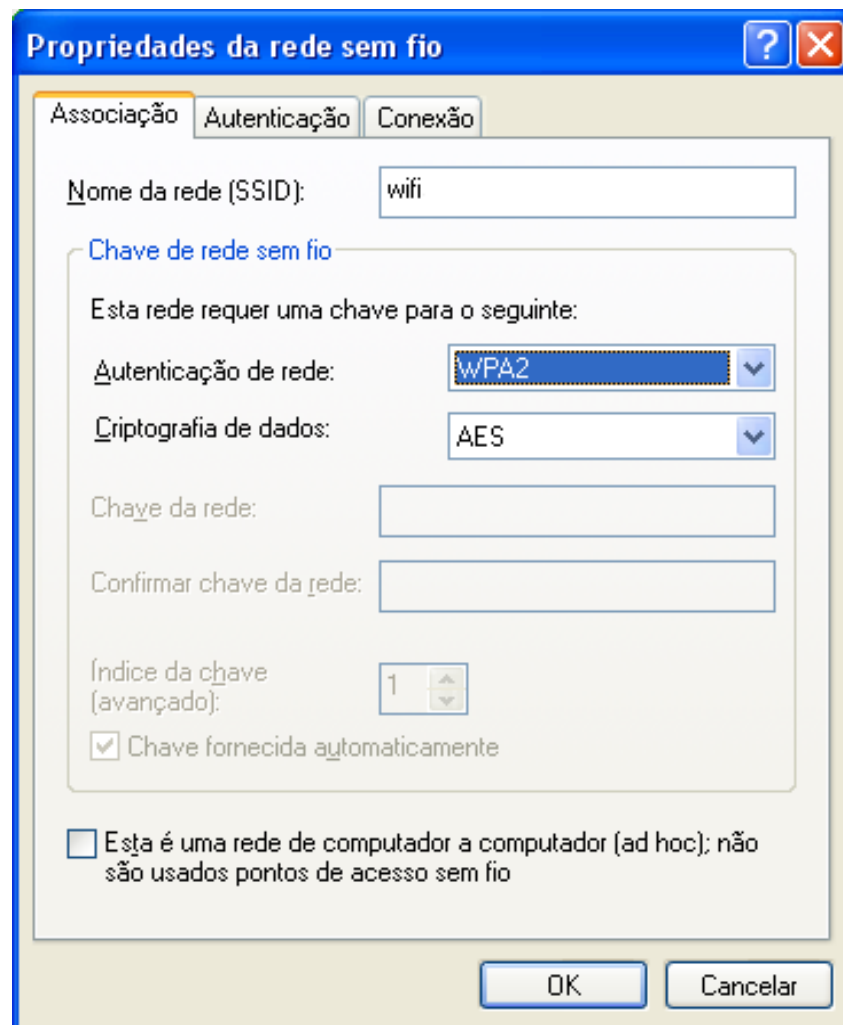 Propriedades da rede sem fio
Associação Autenticação Conexão
Nome da rede (SSID): wifi
Chave de rede sem fio
Esta rede requer uma chave para o seguinte:
Autenticação de rede: WPA2
Criptografia de dados: AES
Chave da rede:
Confirmar chave da rede:
Índice da chave
(avançado): 1
Chave fornecida automaticamente
Esta é uma rede de computador a computador (ad hoc); não
são usados pontos de acesso sem fio
OK Cancelar